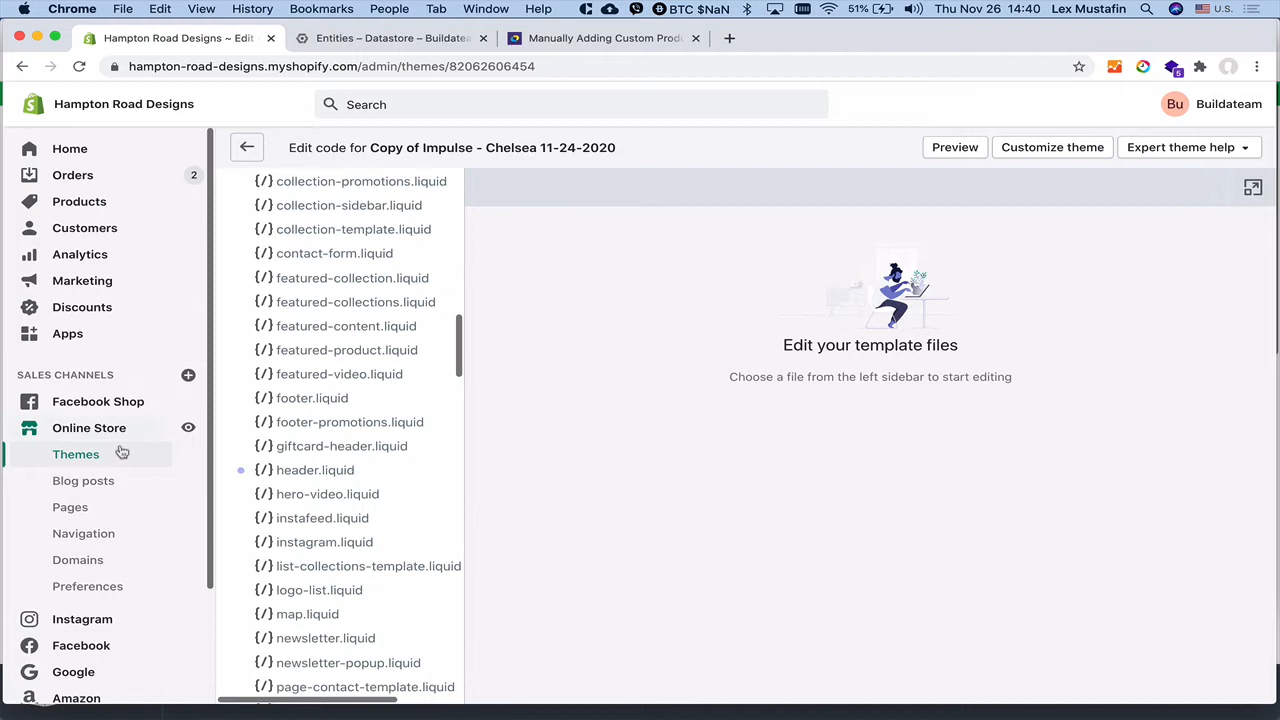 Chrome File Edit View History Bookmarks People Tab Window Help BTC $NaN 51% Thu Nov 26 14:40 Lex Mustafin U.S.
Hampton Road Designs ~ Edit Entities – Datastore – Buildatea Manually Adding Custom Produ
hampton-road-designs.myshopify.com/admin/themes/82062606454
5
Hampton Road Designs
Search
Bu Buildateam
Home
Orders 2
Products
Customers
Analytics
Marketing
Discounts
Apps
SALES CHANNELS
Facebook Shop
Online Store
Themes
Blog posts
Pages
Navigation
Domains
Preferences
Instagram
Facebook
Google
Amazon
Edit code for Copy of Impulse - Chelsea 11-24-2020
Preview
Customize theme
Expert theme help
{/} collection-promotions.liquid
{/} collection-sidebar.liquid
{/} collection-template.liquid
{/} contact-form.liquid
{/} featured-collection.liquid
{/} featured-collections.liquid
{/} featured-content.liquid
{/} featured-product.liquid
{/} featured-video.liquid
{/} footer.liquid
{/} footer-promotions.liquid
{/} giftcard-header.liquid
{/} header.liquid
{/} hero-video.liquid
{/} instafeed.liquid
{/} instagram.liquid
{/} list-collections-template.liquid
{/} logo-list.liquid
{/} map.liquid
{/} newsletter.liquid
{/} newsletter-popup.liquid
{/} page-contact-template.liquid
Edit your template files
Choose a file from the left sidebar to start editing